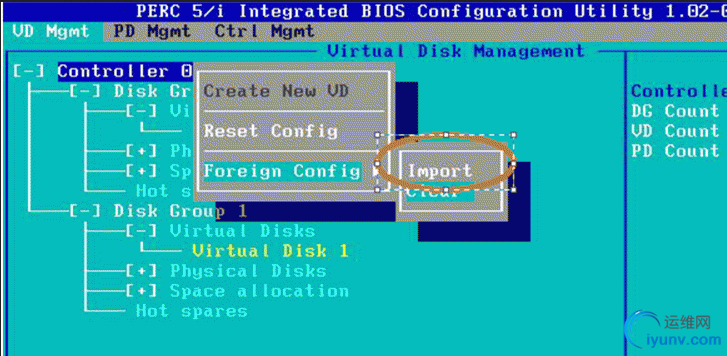 PERC 5/i Integrated BIOS Configuration Utility 1.02-0
VD Mgmt PD Mgmt Ctrl Mgmt
Virtual Disk Management
[-] Controller 0
[-] Disk Gr
[-] Vi
[+] Ph
[+] Sp
Hot s
[-] Disk Group 1
[-] Virtual Disks
Virtual Disk 1
[+] Physical Disks
[+] Space allocation
Hot spares
Create New VD
Reset Config
Foreign Config
Import
Clear
Controlle
DG Count
VD Count
PD Count
运维网
iyunv.com